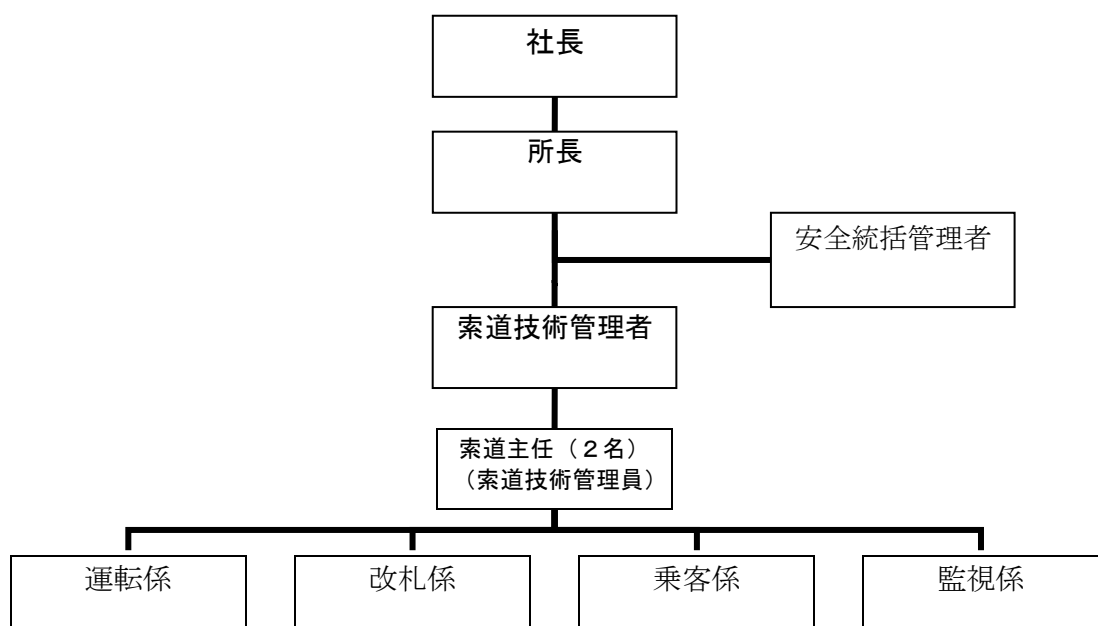 社長
所長
安全統括管理者
索道技術管理者
索道主任（２名）
（索道技術管理員）
運転係
改札係
乗客係
監視係